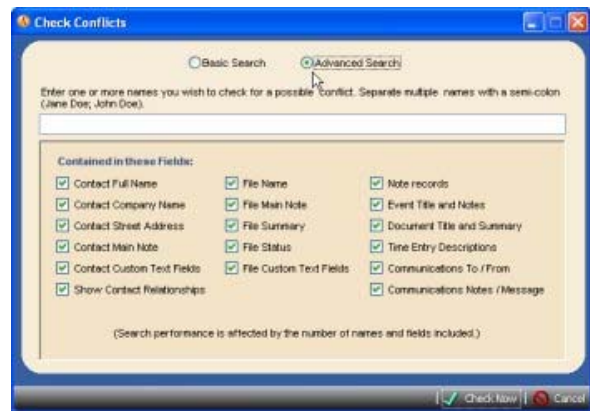 Check Conflicts
Basic Search Advanced Search
Enter one or more names you wish to check for a possible conflict. Separate multiple names with a semi-colon
(Jane Doe; John Doe).
Contained in these Fields:
Contact Full Name File Name Note records
Contact Company Name File Main Note Event Title and Notes
Contact Street Address File Summary Document Title and Summary
Contact Main Note File Status Time Entry Descriptions
Contact Custom Text Fields File Custom Text Fields Communications To / From
Show Contact Relationships Communications Notes / Message
(Search performance is affected by the number of names and fields included.)
Check Now Cancel